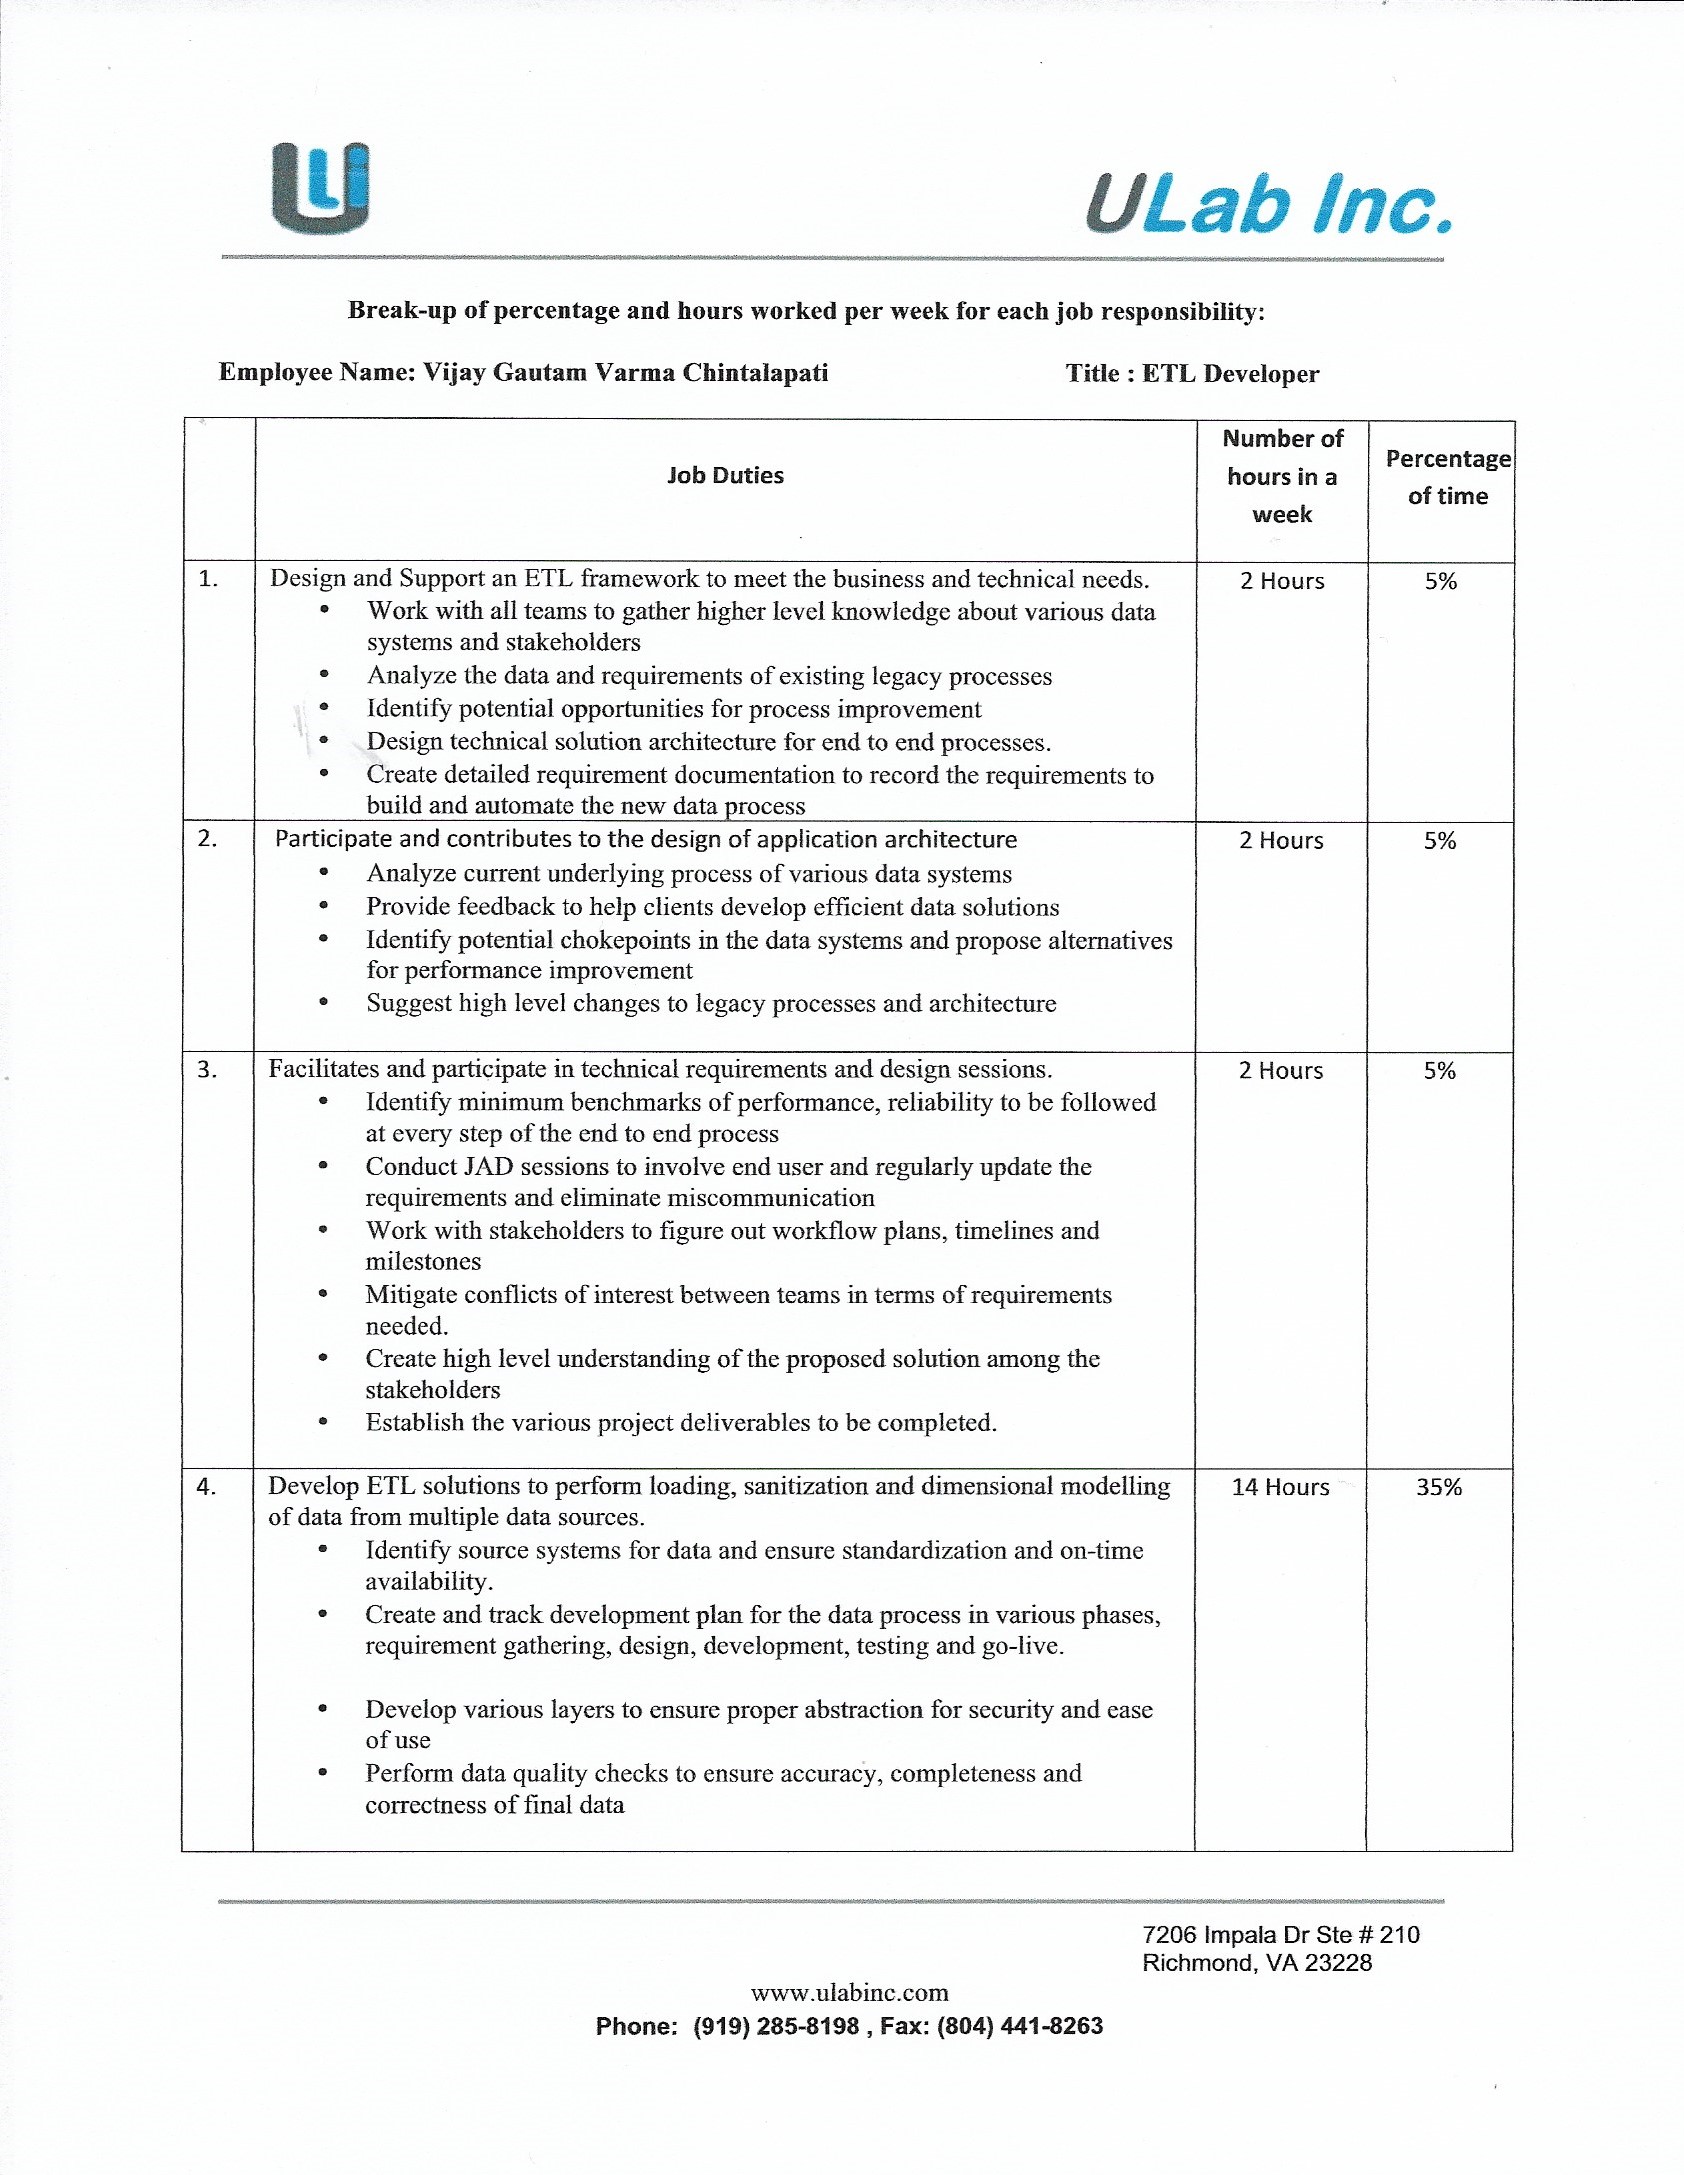 ULi
ULab Inc.
Break-up of percentage and hours worked per week for each job responsibility:
Employee Name: Vijay Gautam Varma Chintalapati Title : ETL Developer
Job Duties
Number of
hours in a
week
Percentage
of time
1. Design and Support an ETL framework to meet the business and technical needs. 2 Hours 5%
• Work with all teams to gather higher level knowledge about various data
systems and stakeholders
• Analyze the data and requirements of existing legacy processes
• Identify potential opportunities for process improvement
• Design technical solution architecture for end to end processes.
• Create detailed requirement documentation to record the requirements to
build and automate the new data process
2. Participate and contributes to the design of application architecture 2 Hours 5%
• Analyze current underlying process of various data systems
• Provide feedback to help clients develop efficient data solutions
• Identify potential chokepoints in the data systems and propose alternatives
for performance improvement
• Suggest high level changes to legacy processes and architecture
3. Facilitates and participate in technical requirements and design sessions. 2 Hours 5%
• Identify minimum benchmarks of performance, reliability to be followed
at every step of the end to end process
• Conduct JAD sessions to involve end user and regularly update the
requirements and eliminate miscommunication
• Work with stakeholders to figure out workflow plans, timelines and
milestones
• Mitigate conflicts of interest between teams in terms of requirements
needed.
• Create high level understanding of the proposed solution among the
stakeholders
• Establish the various project deliverables to be completed.
4. Develop ETL solutions to perform loading, sanitization and dimensional modelling 14 Hours 35%
of data from multiple data sources.
• Identify source systems for data and ensure standardization and on-time
availability.
• Create and track development plan for the data process in various phases,
requirement gathering, design, development, testing and go-live.
• Develop various layers to ensure proper abstraction for security and ease
of use
• Perform data quality checks to ensure accuracy, completeness and
correctness of final data
7206 Impala Dr Ste # 210
Richmond, VA 23228
www.ulabinc.com
Phone: (919) 285-8198 , Fax: (804) 441-8263